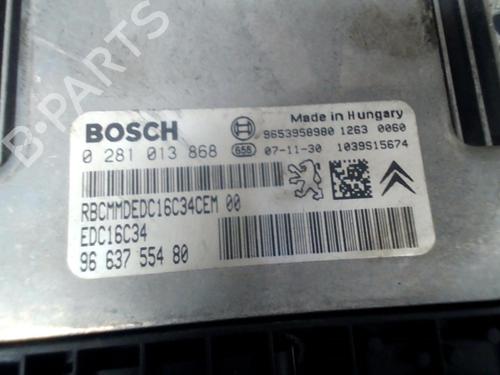 B-PARTS
BOSCH
Made in Hungary
9653958980 1263 0060
0 281 013 868
658 07-11-30 1039S15674
RBCMMDEDC16C34CEM 00
EDC16C34
96 637 554 80